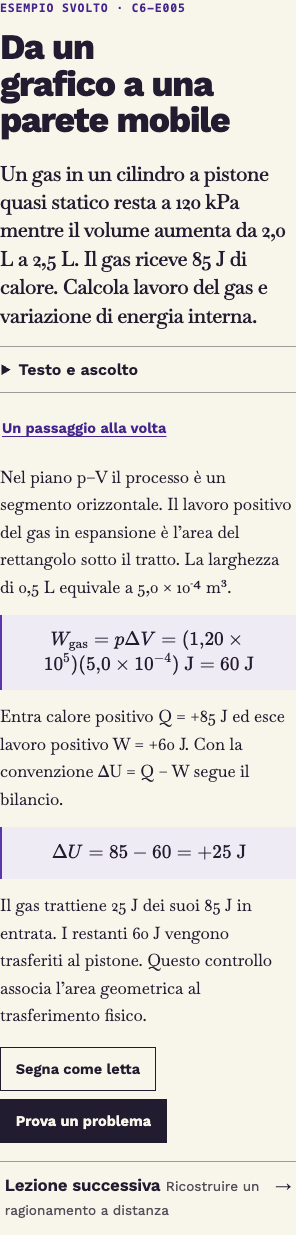 ESEMPIO SVOLTO · C6-E005
Da un
grafico a una
parete mobile
Un gas in un cilindro a pistone
quasi statico resta a 120 kPa
mentre il volume aumenta da 2,0
L a 2,5 L. Il gas riceve 85 J di
calore. Calcola lavoro del gas e
variazione di energia interna.
▶ Testo e ascolto
Un passaggio alla volta
Nel piano p–V il processo è un
segmento orizzontale. Il lavoro positivo
del gas in espansione è l’area del
rettangolo sotto il tratto. La larghezza
di 0,5 L equivale a 5,0 × 10⁻⁴ m³.
W_gas = pΔV = (1,20 ×
10⁵)(5,0 × 10⁻⁴) J = 60 J
Entra calore positivo Q = +85 J ed esce
lavoro positivo W = +60 J. Con la
convenzione ΔU = Q − W segue il
bilancio.
ΔU = 85 − 60 = +25 J
Il gas trattiene 25 J dei suoi 85 J in
entrata. I restanti 60 J vengono
trasferiti al pistone. Questo controllo
associa l’area geometrica al
trasferimento fisico.
Segna come letta
Prova un problema
Lezione successiva Ricostruire un →
ragionamento a distanza